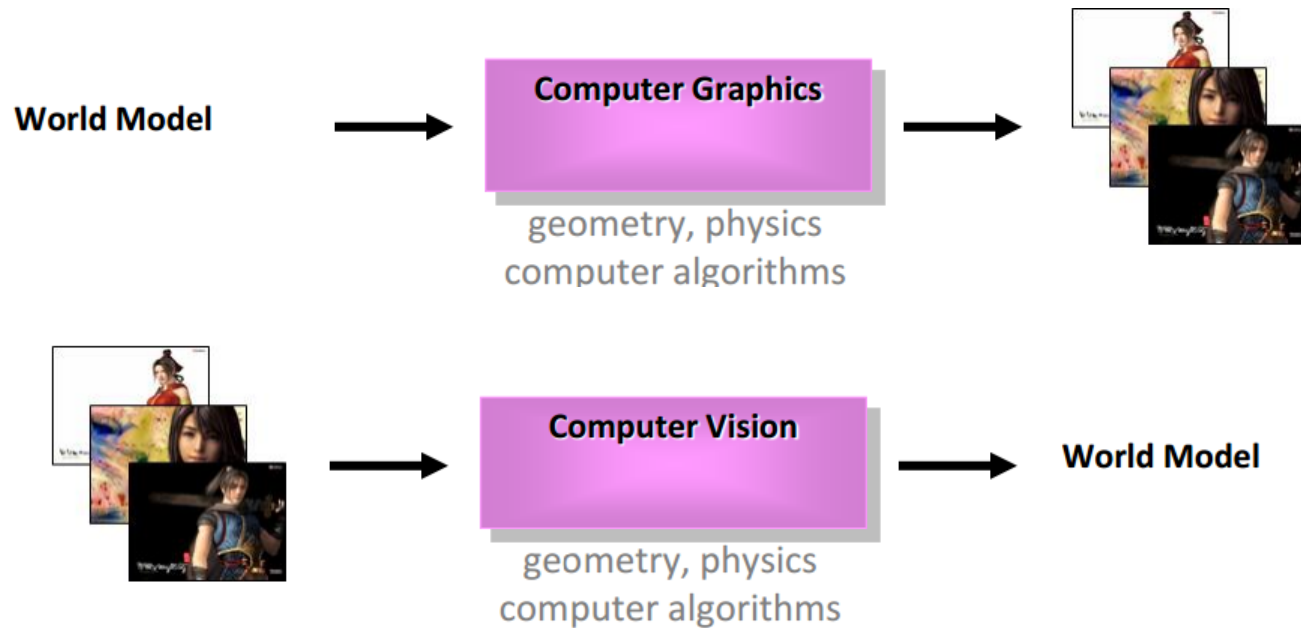 World Model
Computer Graphics
geometry, physics
computer algorithms
Computer Vision
World Model
geometry, physics
computer algorithms